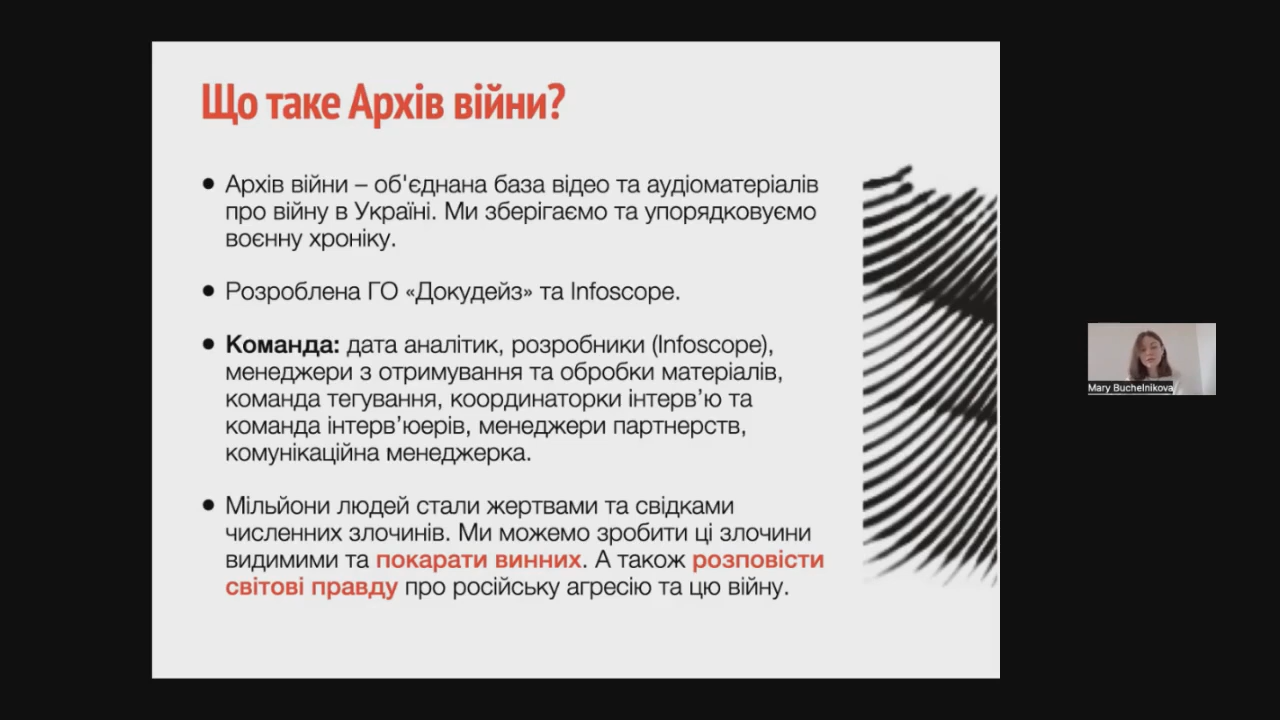 Що таке Архів війни?
● Архів війни – об'єднана база відео та аудіоматеріалів
про війну в Україні. Ми зберігаємо та упорядковуємо
воєнну хроніку.
● Розроблена ГО «Докудейз» та Infoscope.
● Команда: дата аналітик, розробники (Infoscope),
менеджери з отримування та обробки матеріалів,
команда тегування, координаторки інтерв’ю та
команда інтерв’юерів, менеджери партнерств,
комунікаційна менеджерка.
● Мільйони людей стали жертвами та свідками
численних злочинів. Ми можемо зробити ці злочини
видимими та покарати винних. А також розповісти
світові правду про російську агресію та цю війну.
Mary Buchelnikova